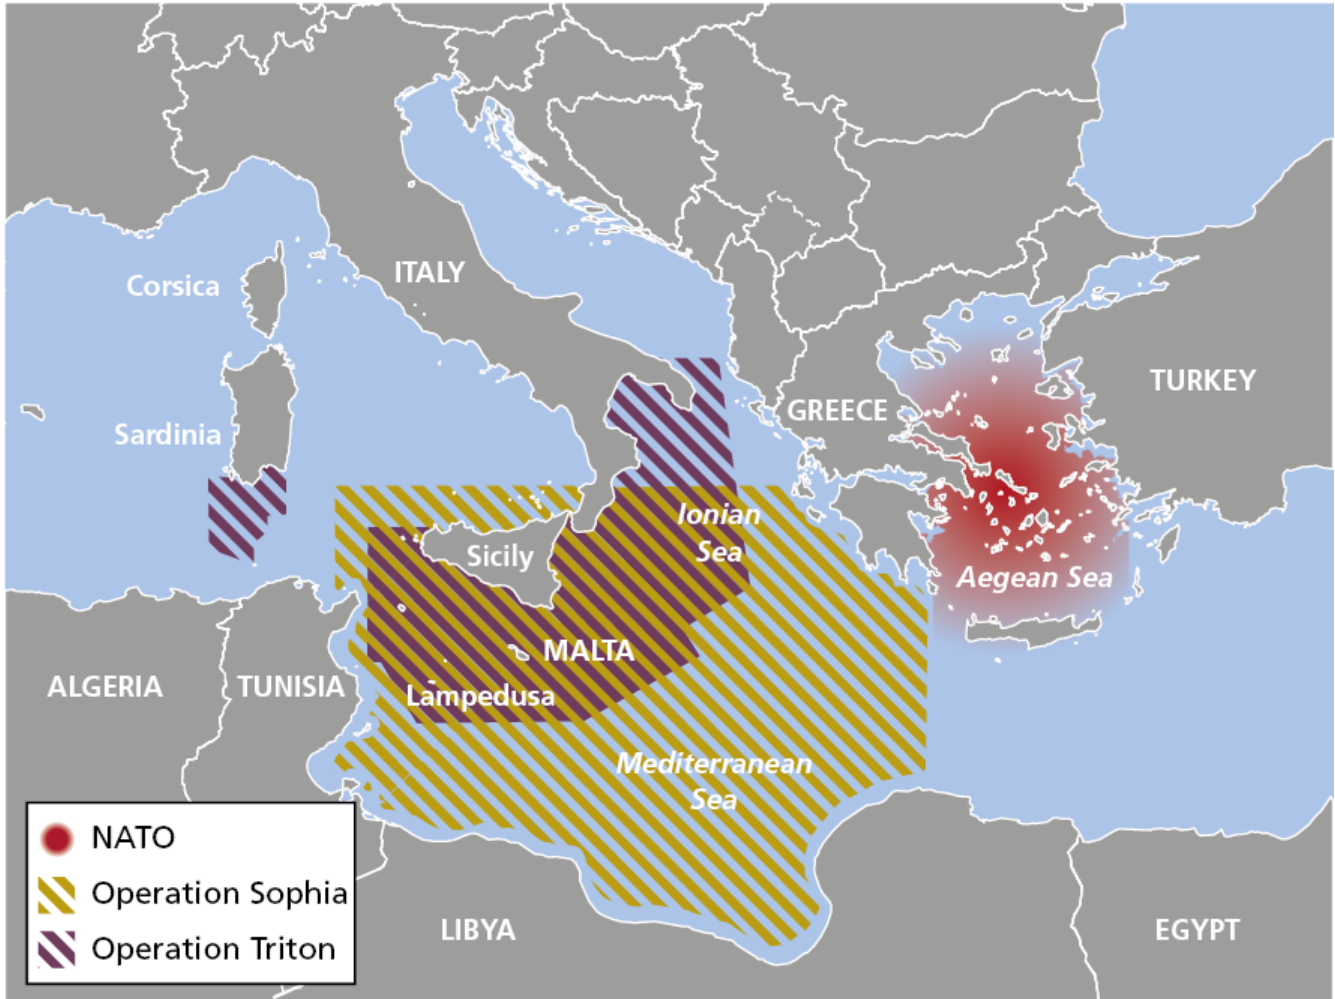 Corsica
ITALY
Sardinia
GREECE
TURKEY
Ionian
Sea
Sicily
Aegean Sea
MALTA
ALGERIA
TUNISIA
Lampedusa
Mediterranean
Sea
NATO
Operation Sophia
Operation Triton
LIBYA
EGYPT